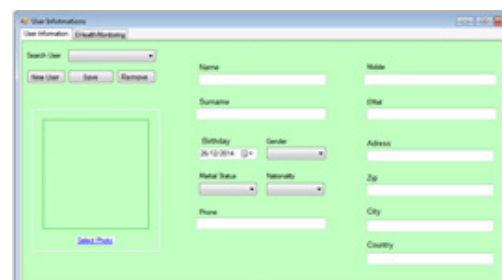 User Infotmations
User Information EHealthMonitoring
Search User
New User Save Remove
Select Photo
Name
Surname
Birthday Gender
26/12/2014
Marital Status Nationality
Phone
Mobile
EMail
Adress
Zip
City
Country